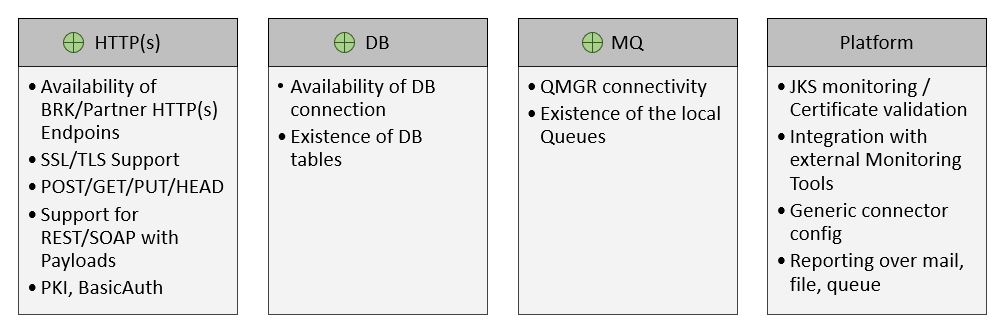 HTTP(s)
• Availability of
BRK/Partner HTTP(s)
Endpoins
• SSL/TLS Support
• POST/GET/PUT/HEAD
• Support for
REST/SOAP with
Payloads
• PKI, BasicAuth
DB
• Availability of DB
connection
• Existence of DB
tables
MQ
• QMGR connectivity
• Existence of the local
Queues
Platform
• JKS monitoring /
Certificate validation
• Integration with
external Monitoring
Tools
• Generic connector
config
• Reporting over mail,
file, queue